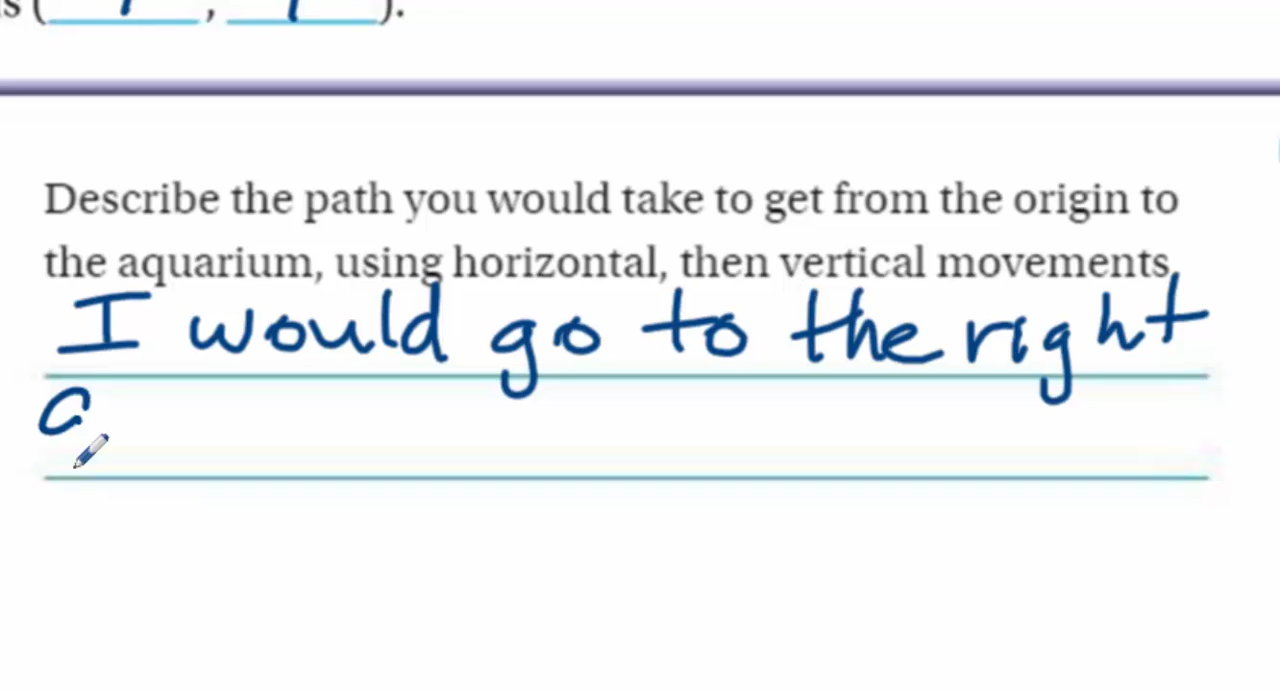 s ( , ).
Describe the path you would take to get from the origin to
the aquarium, using horizontal, then vertical movements.
I would go to the right
a